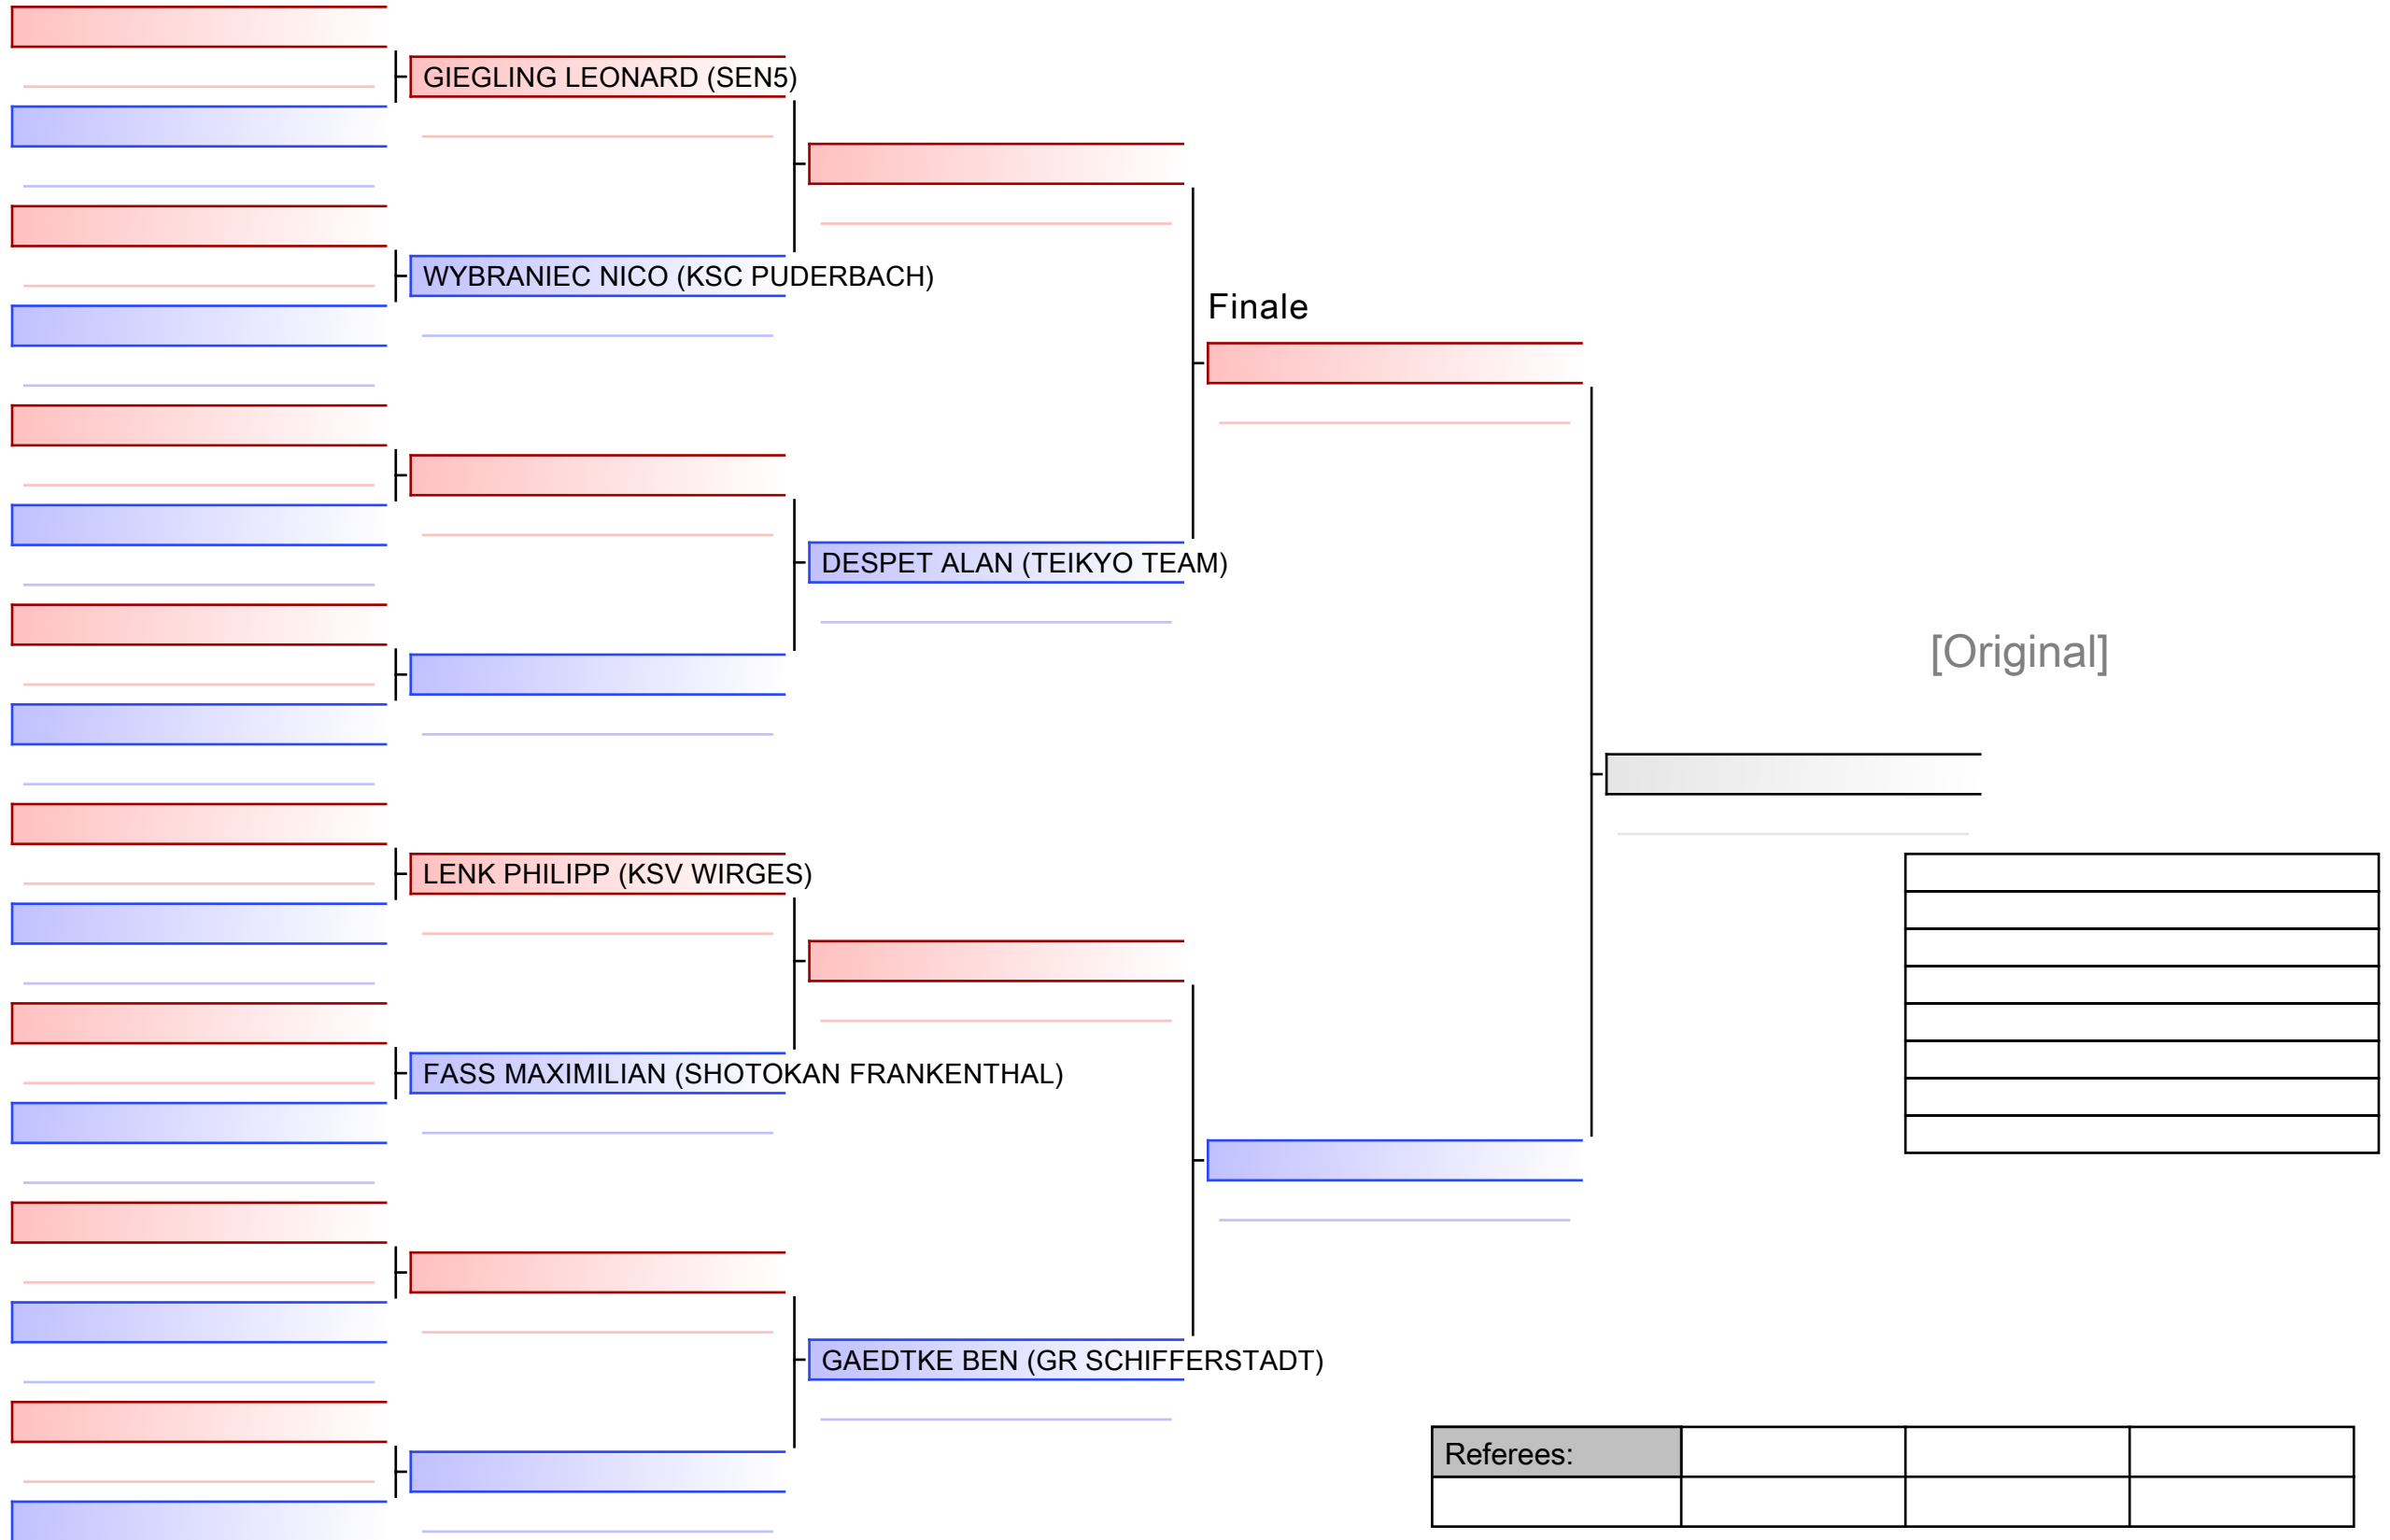 GIEGLING LEONARD (SEN5)
WYBRANIEC NICO (KSC PUDERBACH)
Finale
DESPET ALAN (TEIKYO TEAM)
[Original]
LENK PHILIPP (KSV WIRGES)
FASS MAXIMILIAN (SHOTOKAN FRANKENTHAL)
GAEDTKE BEN (GR SCHIFFERSTADT)
Referees: